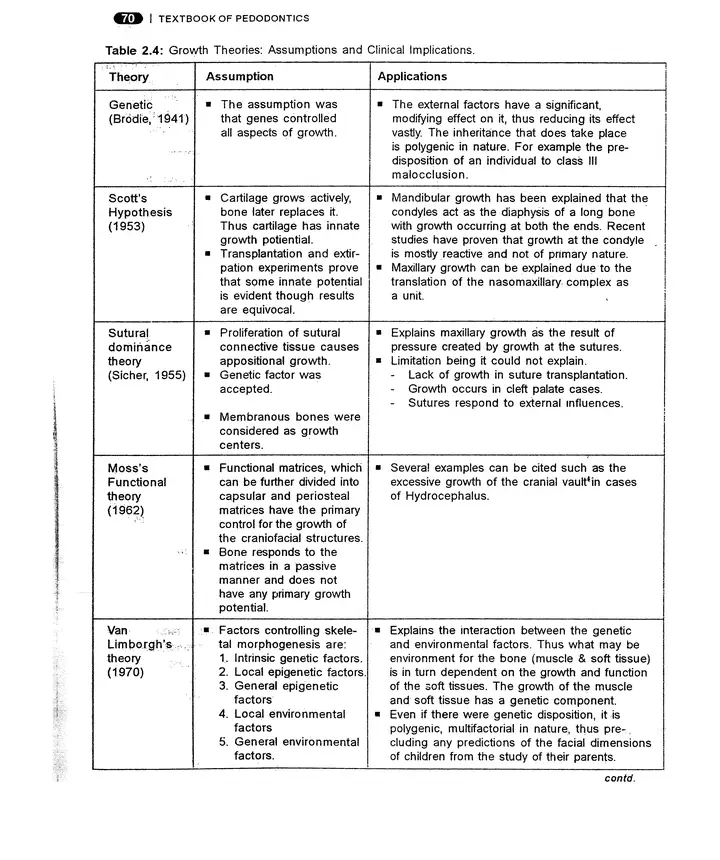 70 | TEXTBOOK OF PEDODONTICS
Table 2.4: Growth Theories: Assumptions and Clinical Implications.
Theory Assumption Applications
Genetic
(Brodie, 1941)
▪ The assumption was
that genes controlled
all aspects of growth.
▪ The external factors have a significant,
modifying effect on it, thus reducing its effect
vastly. The inheritance that does take place
is polygenic in nature. For example the pre-
disposition of an individual to class III
malocclusion.
Scott's
Hypothesis
(1953)
▪ Cartilage grows actively,
bone later replaces it.
Thus cartilage has innate
growth potiential.
▪ Transplantation and extir-
pation experiments prove
that some innate potential
is evident though results
are equivocal.
▪ Mandibular growth has been explained that the
condyles act as the diaphysis of a long bone
with growth occurring at both the ends. Recent
studies have proven that growth at the condyle
is mostly reactive and not of primary nature.
▪ Maxillary growth can be explained due to the
translation of the nasomaxillary complex as
a unit.
Sutural
dominance
theory
(Sicher, 1955)
▪ Proliferation of sutural
connective tissue causes
appositional growth.
▪ Genetic factor was
accepted.
▪ Membranous bones were
considered as growth
centers.
▪ Explains maxillary growth as the result of
pressure created by growth at the sutures.
▪ Limitation being it could not explain.
- Lack of growth in suture transplantation.
- Growth occurs in cleft palate cases.
- Sutures respond to external influences.
Moss's
Functional
theory
(1962)
▪ Functional matrices, which
can be further divided into
capsular and periosteal
matrices have the primary
control for the growth of
the craniofacial structures.
▪ Bone responds to the
matrices in a passive
manner and does not
have any primary growth
potential.
▪ Several examples can be cited such as the
excessive growth of the cranial vault in cases
of Hydrocephalus.
Van
Limborgh's
theory
(1970)
▪ Factors controlling skele-
tal morphogenesis are:
1. Intrinsic genetic factors.
2. Local epigenetic factors.
3. General epigenetic
factors
4. Local environmental
factors
5. General environmental
factors.
▪ Explains the interaction between the genetic
and environmental factors. Thus what may be
environment for the bone (muscle & soft tissue)
is in turn dependent on the growth and function
of the soft tissues. The growth of the muscle
and soft tissue has a genetic component.
▪ Even if there were genetic disposition, it is
polygenic, multifactorial in nature, thus pre-
cluding any predictions of the facial dimensions
of children from the study of their parents.
contd.